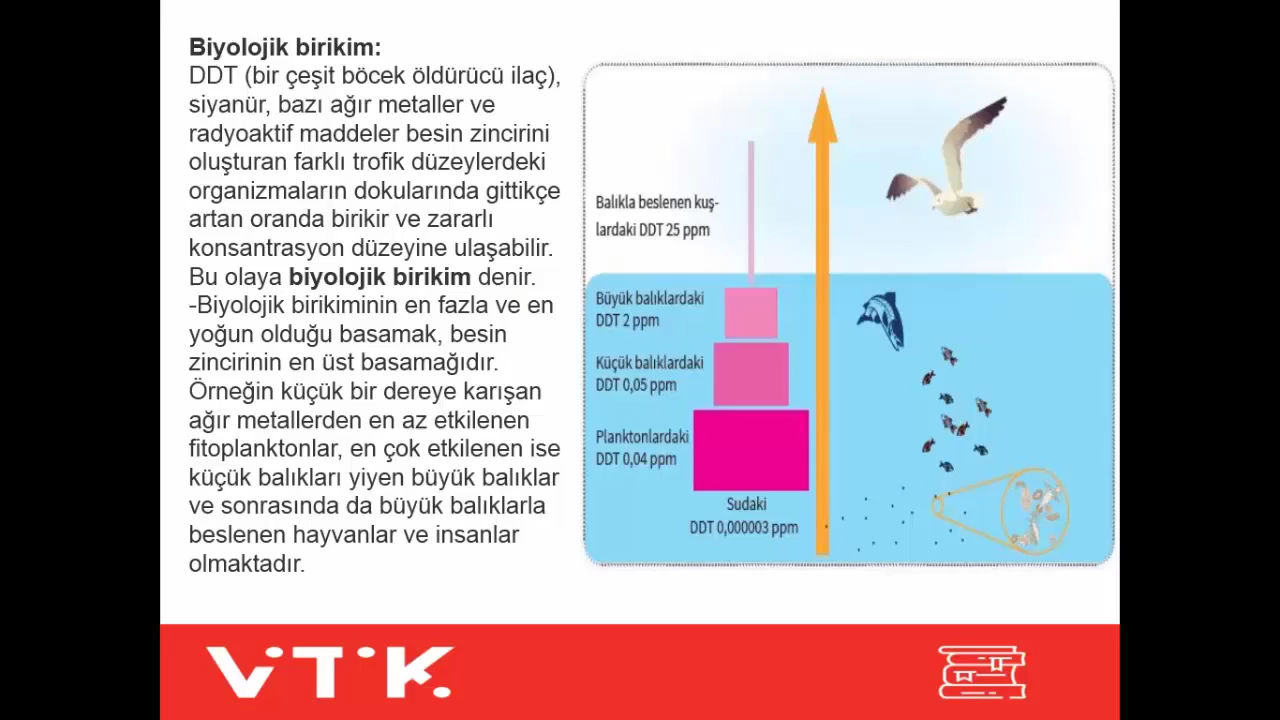 Biyolojik birikim:
DDT (bir çeşit böcek öldürücü ilaç),
siyanür, bazı ağır metaller ve
radyoaktif maddeler besin zincirini
oluşturan farklı trofik düzeylerdeki
organizmaların dokularında gittikçe
artan oranda birikir ve zararlı
konsantrasyon düzeyine ulaşabilir.
Bu olaya biyolojik birikim denir.
-Biyolojik birikiminin en fazla ve en
yoğun olduğu basamak, besin
zincirinin en üst basamağıdır.
Örneğin küçük bir dereye karışan
ağır metallerden en az etkilenen
fitoplanktonlar, en çok etkilenen ise
küçük balıkları yiyen büyük balıklar
ve sonrasında da büyük balıklarla
beslenen hayvanlar ve insanlar
olmaktadır.
Balıkla beslenen kuş-
lardaki DDT 25 ppm
Büyük balıklardaki
DDT 2 ppm
Küçük balıklardaki
DDT 0,05 ppm
Planktonlardaki
DDT 0,04 ppm
Sudaki
DDT 0,000003 ppm
ViTiK.